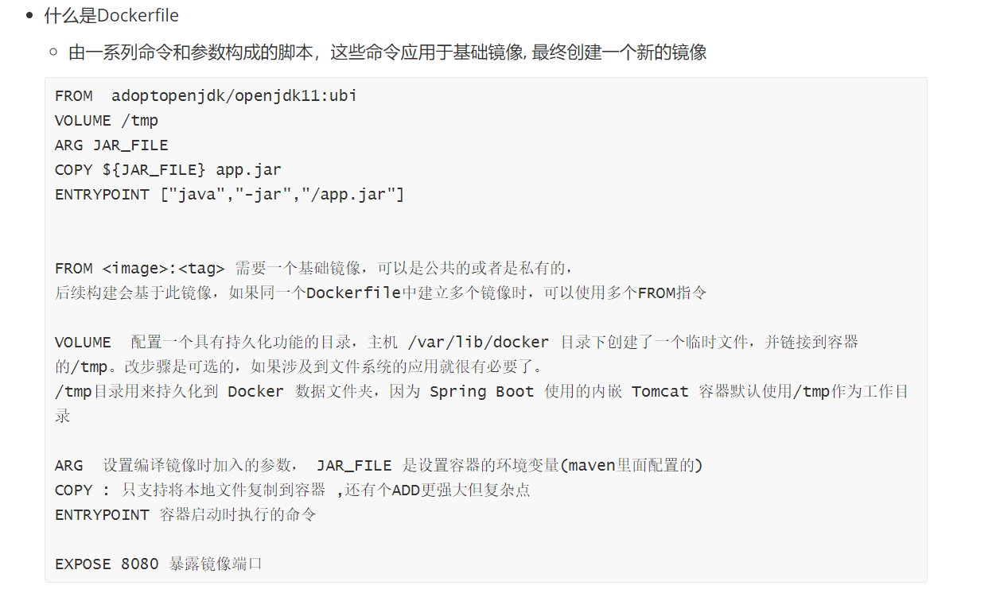 什么是Dockerfile
由一系列命令和参数构成的脚本，这些命令应用于基础镜像, 最终创建一个新的镜像
FROM  adoptopenjdk/openjdk11:ubi
VOLUME /tmp
ARG JAR_FILE
COPY ${JAR_FILE} app.jar
ENTRYPOINT ["java","-jar","/app.jar"]
FROM <image>:<tag> 需要一个基础镜像，可以是公共的或者是私有的，
后续构建会基于此镜像，如果同一个Dockerfile中建立多个镜像时，可以使用多个FROM指令
VOLUME  配置一个具有持久化功能的目录，主机 /var/lib/docker 目录下创建了一个临时文件，并链接到容器
的/tmp。改步骤是可选的，如果涉及到文件系统的应用就很有必要了。
/tmp目录用来持久化到 Docker 数据文件夹，因为 Spring Boot 使用的内嵌 Tomcat 容器默认使用/tmp作为工作目
录
ARG  设置编译镜像时加入的参数， JAR_FILE 是设置容器的环境变量(maven里面配置的)
COPY : 只支持将本地文件复制到容器 ,还有个ADD更强大但复杂点
ENTRYPOINT 容器启动时执行的命令
EXPOSE 8080 暴露镜像端口